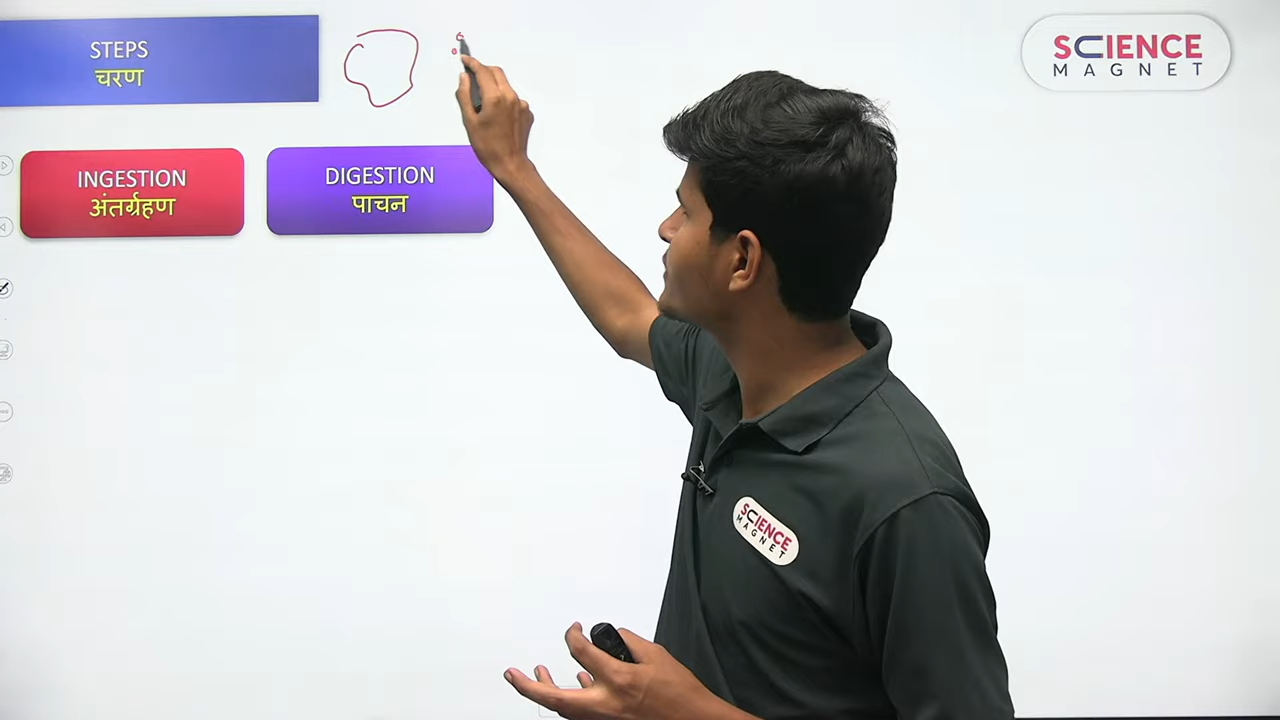 STEPS
चरण
SCIENCE
MAGNET
INGESTION
अंतर्ग्रहण
DIGESTION
पाचन
SCIENCE
MAGNET